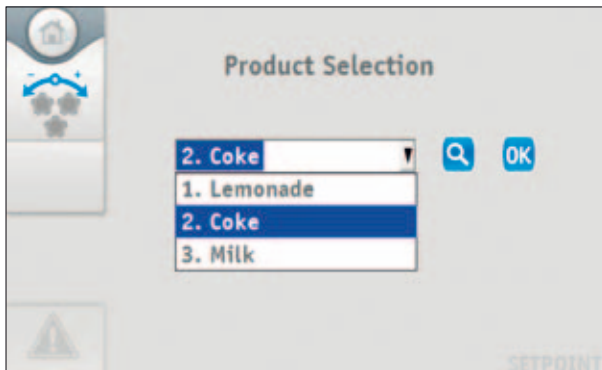 Product Selection
2. Coke
OK
1. Lemonade
2. Coke
3. Milk
SETPOINT